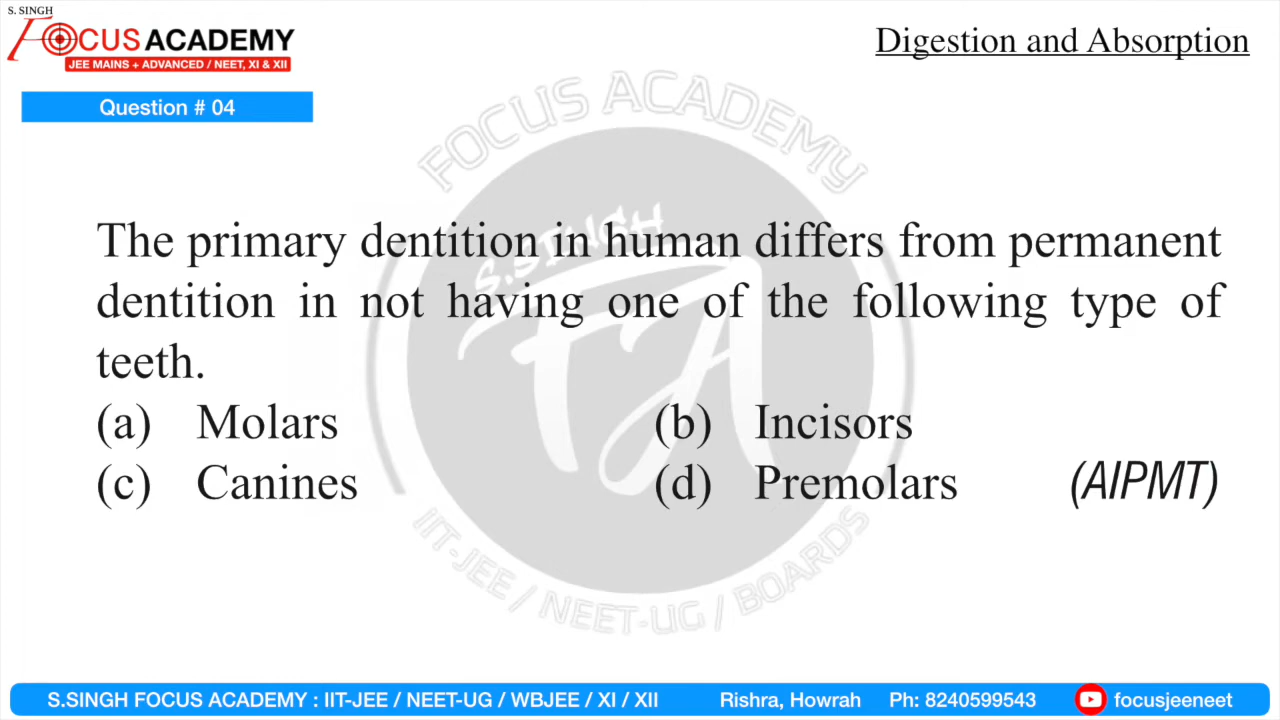 S. SINGH
FOCUS ACADEMY
JEE MAINS + ADVANCED / NEET, XI & XII
Digestion and Absorption
Question # 04
FOCUS ACADEMY
S.SINGH
FA
The primary dentition in human differs from permanent
dentition in not having one of the following type of
teeth.
(a) Molars (b) Incisors
(c) Canines (d) Premolars (AIPMT)
IIT-JEE / NEET-UG / BOARDS
S.SINGH FOCUS ACADEMY : IIT-JEE / NEET-UG / WBJEE / XI / XII Rishra, Howrah Ph: 8240599543 focusjeeneet